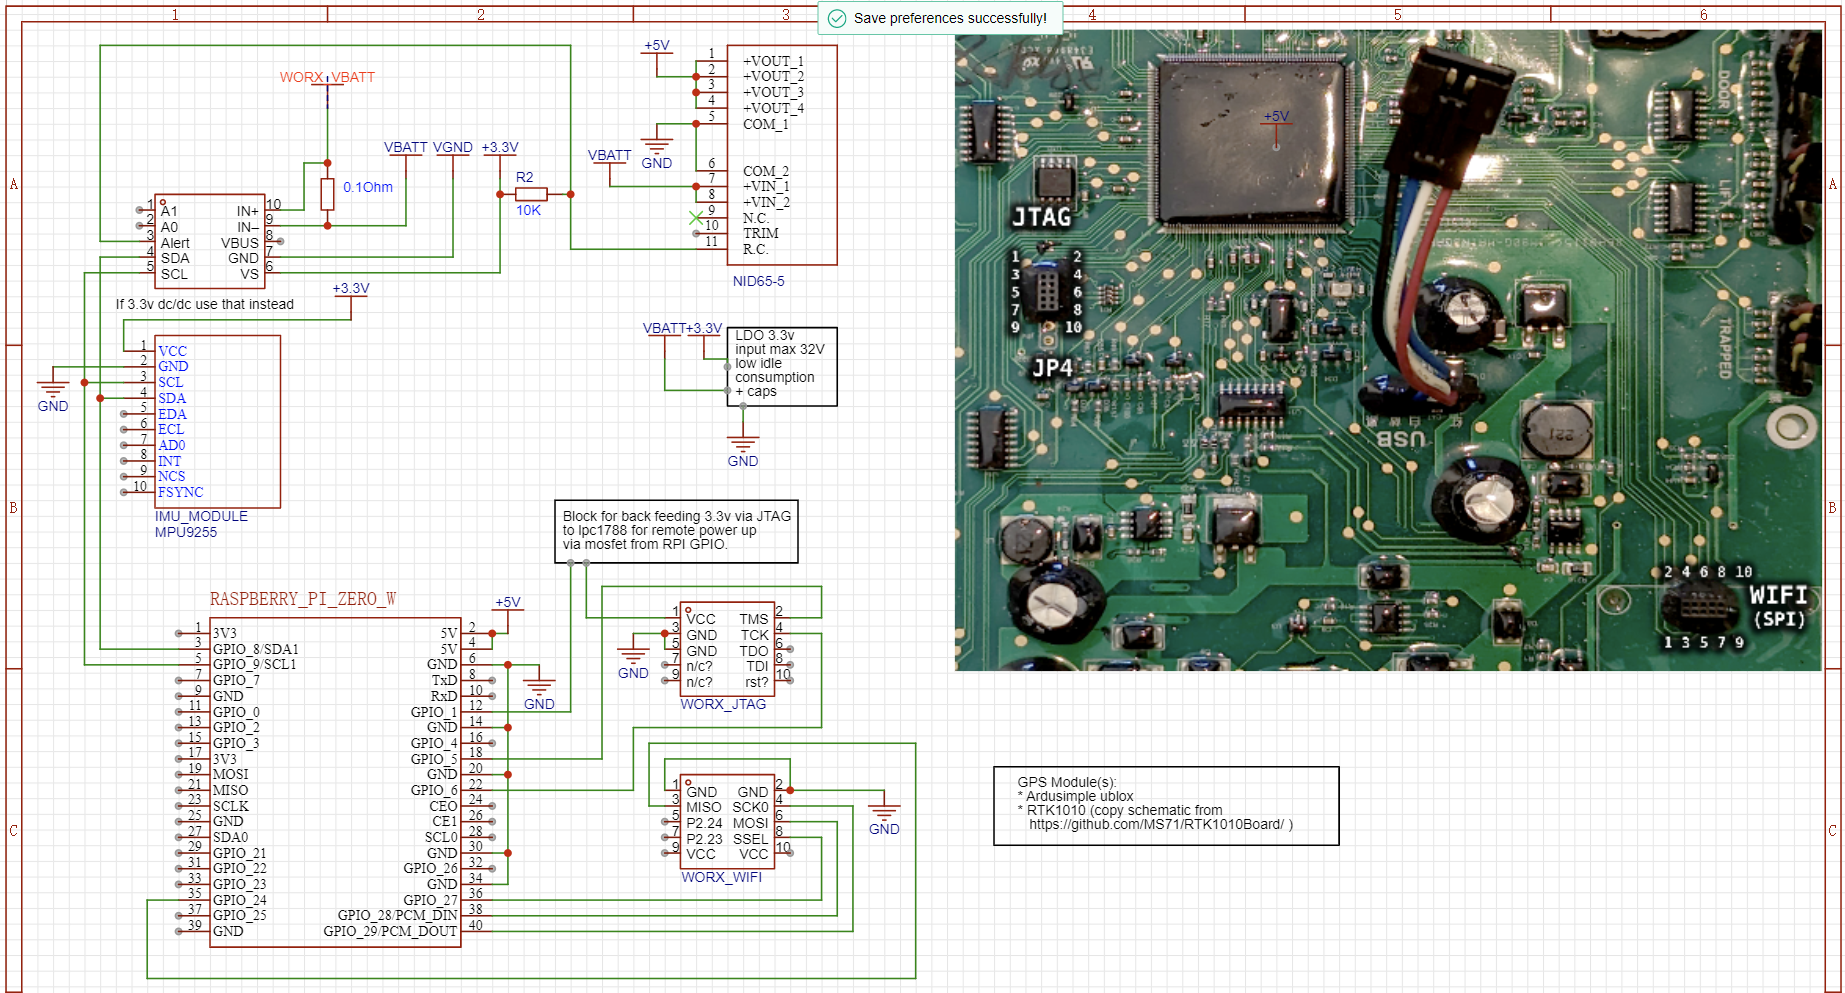 1 2 3 4 5 6
Save preferences successfully!
A
B
C
A
B
C
WORX_VBATT
0.1Ohm
VBATT VGND +3.3V
R2
10K
1 A1 IN+ 10
2 A0 IN- 9
3 Alert VBUS 8
4 SDA GND 7
5 SCL VS 6
If 3.3v dc/dc use that instead
+3.3V
1 VCC
2 GND
3 SCL
4 SDA
5 EDA
6 ECL
7 AD0
8 INT
9 NCS
10 FSYNC
GND
IMU_MODULE
MPU9255
+5V
1 +VOUT_1
2 +VOUT_2
3 +VOUT_3
4 +VOUT_4
5 COM_1
6 COM_2
7 +VIN_1
8 +VIN_2
9 N.C.
10 TRIM
11 R.C.
GND
VBATT
NID65-5
VBATT +3.3V
LDO 3.3v
input max 32V
low idle
consumption
+ caps
GND
Block for back feeding 3.3v via JTAG
to lpc1788 for remote power up
via mosfet from RPI GPIO.
RASPBERRY_PI_ZERO_W
+5V
1 3V3 5V 2
3 GPIO_8/SDA1 5V 4
5 GPIO_9/SCL1 GND 6
7 GPIO_7 TxD 8
9 GND RxD 10
11 GPIO_0 GPIO_1 12
13 GPIO_2 GND 14
15 GPIO_3 GPIO_4 16
17 3V3 GPIO_5 18
19 MOSI GND 20
21 MISO GPIO_6 22
23 SCLK CEO 24
25 GND CE1 26
27 SDA0 SCL0 28
29 GPIO_21 GND 30
31 GPIO_22 GPIO_26 32
33 GPIO_23 GND 34
35 GPIO_24 GPIO_27 36
37 GPIO_25 GPIO_28/PCM_DIN 38
39 GND GPIO_29/PCM_DOUT 40
GND
1 VCC TMS 2
3 GND TCK 4
5 GND TDO 6
7 n/c? TDI 8
9 n/c? rst? 10
GND
WORX_JTAG
1 GND GND 2
3 MISO SCK0 4
5 P2.24 MOSI 6
7 P2.23 SSEL 8
9 VCC VCC 10
GND
WORX_WIFI
+5V
JTAG
1 2
3 4
5 6
7 8
9 10
JP4
DOOR
LIFT
TRAPPED
USB
221
2 4 6 8 10
WIFI
(SPI)
1 3 5 7 9
GPS Module(s):
* Ardusimple ublox
* RTK1010 (copy schematic from
https://github.com/MS71/RTK1010Board/ )